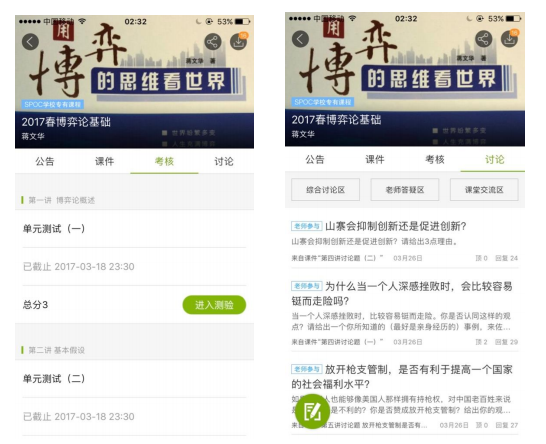 中国移动 02:32 53%
用
博弈
的思维看世界
蒋文华 著
SPOC学校专有课程
2017春博弈论基础
蒋文华
公告 课件 考核 讨论
第一讲 博弈论概述
单元测试（一）
已截止 2017-03-18 23:30
总分3 进入测验
第二讲 基本假设
单元测试（二）
已截止 2017-03-18 23:30
中国移动 02:32 53%
用
博弈
的思维看世界
蒋文华 著
SPOC学校专有课程
2017春博弈论基础
蒋文华
公告 课件 考核 讨论
综合讨论区 老师答疑区 课堂交流区
老师参与 山寨会抑制创新还是促进创新?
山寨会抑制创新还是促进创新？请给出3点理由。
来自课件“第四讲讨论题（二）” 03月26日 顶 0 回复 24
老师参与 为什么当一个人深感挫败时，会比较容易
铤而走险吗?
当一个人深感挫败时，比较容易铤而走险。你是否认同这样的观
点？请给出一个你所知道的（最好是亲身经历的）事例，来佐...
来自课件“第四讲讨论题（一）” 03月26日 顶 2 回复 29
老师参与 放开枪支管制，是否有利于提高一个国家
的社会福利水平?
人也能够像美国人那样拥有持枪权，对中国老百姓来说
是不利的？你是否赞成放开枪支管制？给出你的观...
五讲讨论题 放开枪支管制是否有... 03月26日 顶 0 回复 27